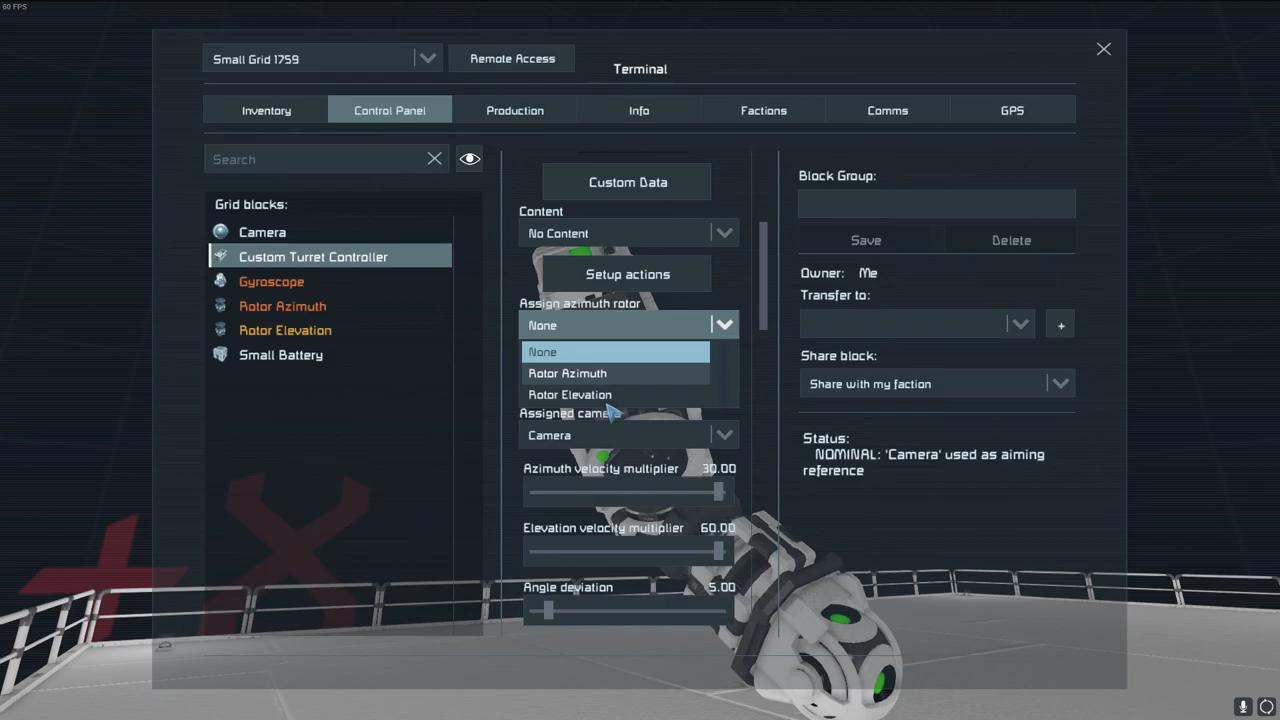 60 FPS
Small Grid 1759
Remote Access
Terminal
Inventory
Control Panel
Production
Info
Factions
Comms
GPS
Search
Grid blocks:
Camera
Custom Turret Controller
Gyroscope
Rotor Azimuth
Rotor Elevation
Small Battery
Custom Data
Content
No Content
Setup actions
Assign azimuth rotor
None
None
Rotor Azimuth
Rotor Elevation
Assigned camera
Camera
Azimuth velocity multiplier 30.00
Elevation velocity multiplier 60.00
Angle deviation 5.00
Block Group:
Save
Delete
Owner: Me
Transfer to:
+
Share block:
Share with my faction
Status:
NOMINAL: 'Camera' used as aiming
reference